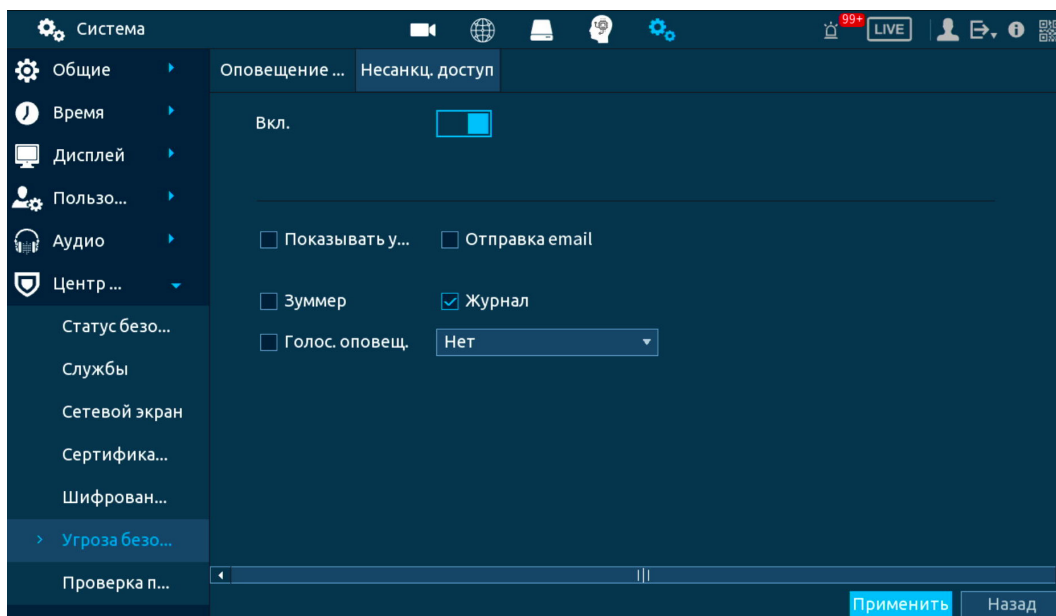 Система
99+
LIVE
Общие
Время
Дисплей
Пользо...
Аудио
Центр ...
Статус безо...
Службы
Сетевой экран
Сертифика...
Шифрован...
Угроза безо...
Проверка п...
Оповещение ... Несанкц. доступ
Вкл.
Показывать у... Отправка email
Зуммер Журнал
Голос. оповещ. Нет
Применить Назад